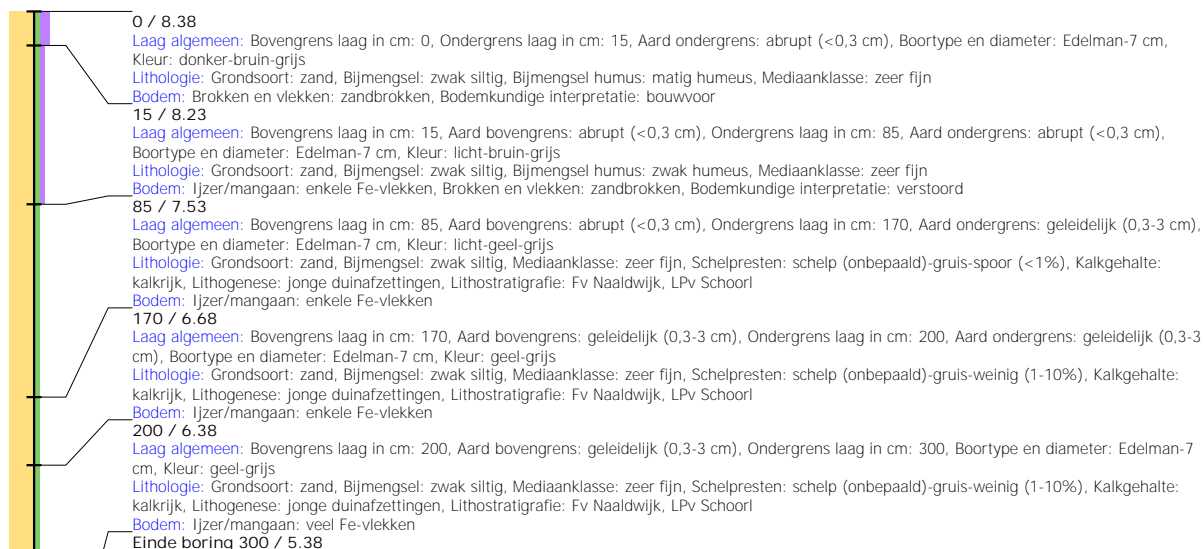 0 / 8.38
Laag algemeen: Bovengrens laag in cm: 0, Ondergrens laag in cm: 15, Aard ondergrens: abrupt (<0,3 cm), Boortype en diameter: Edelman-7 cm,
Kleur: donker-bruin-grijs
Lithologie: Grondsoort: zand, Bijmengsel: zwak siltig, Bijmengsel humus: matig humeus, Mediaanklasse: zeer fijn
Bodem: Brokken en vlekken: zandbrokken, Bodemkundige interpretatie: bouwvoor
15 / 8.23
Laag algemeen: Bovengrens laag in cm: 15, Aard bovengrens: abrupt (<0,3 cm), Ondergrens laag in cm: 85, Aard ondergrens: abrupt (<0,3 cm),
Boortype en diameter: Edelman-7 cm, Kleur: licht-bruin-grijs
Lithologie: Grondsoort: zand, Bijmengsel: zwak siltig, Bijmengsel humus: zwak humeus, Mediaanklasse: zeer fijn
Bodem: Ijzer/mangaan: enkele Fe-vlekken, Brokken en vlekken: zandbrokken, Bodemkundige interpretatie: verstoord
85 / 7.53
Laag algemeen: Bovengrens laag in cm: 85, Aard bovengrens: abrupt (<0,3 cm), Ondergrens laag in cm: 170, Aard ondergrens: geleidelijk (0,3-3 cm),
Boortype en diameter: Edelman-7 cm, Kleur: licht-geel-grijs
Lithologie: Grondsoort: zand, Bijmengsel: zwak siltig, Mediaanklasse: zeer fijn, Schelpresten: schelp (onbepaald)-gruis-spoor (<1%), Kalkgehalte:
kalkrijk, Lithogenese: jonge duinafzettingen, Lithostratigrafie: Fv Naaldwijk, LPv Schoorl
Bodem: Ijzer/mangaan: enkele Fe-vlekken
170 / 6.68
Laag algemeen: Bovengrens laag in cm: 170, Aard bovengrens: geleidelijk (0,3-3 cm), Ondergrens laag in cm: 200, Aard ondergrens: geleidelijk (0,3-3
cm), Boortype en diameter: Edelman-7 cm, Kleur: geel-grijs
Lithologie: Grondsoort: zand, Bijmengsel: zwak siltig, Mediaanklasse: zeer fijn, Schelpresten: schelp (onbepaald)-gruis-weinig (1-10%), Kalkgehalte:
kalkrijk, Lithogenese: jonge duinafzettingen, Lithostratigrafie: Fv Naaldwijk, LPv Schoorl
Bodem: Ijzer/mangaan: enkele Fe-vlekken
200 / 6.38
Laag algemeen: Bovengrens laag in cm: 200, Aard bovengrens: geleidelijk (0,3-3 cm), Ondergrens laag in cm: 300, Boortype en diameter: Edelman-7
cm, Kleur: geel-grijs
Lithologie: Grondsoort: zand, Bijmengsel: zwak siltig, Mediaanklasse: zeer fijn, Schelpresten: schelp (onbepaald)-gruis-weinig (1-10%), Kalkgehalte:
kalkrijk, Lithogenese: jonge duinafzettingen, Lithostratigrafie: Fv Naaldwijk, LPv Schoorl
Bodem: Ijzer/mangaan: veel Fe-vlekken
Einde boring 300 / 5.38